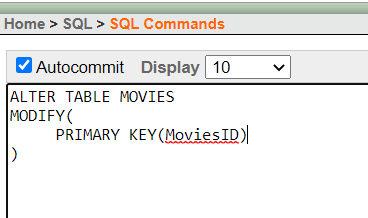 Home > SQL > SQL Commands
Autocommit Display 10
ALTER TABLE MOVIES
MODIFY(
PRIMARY KEY(MoviesID)
)